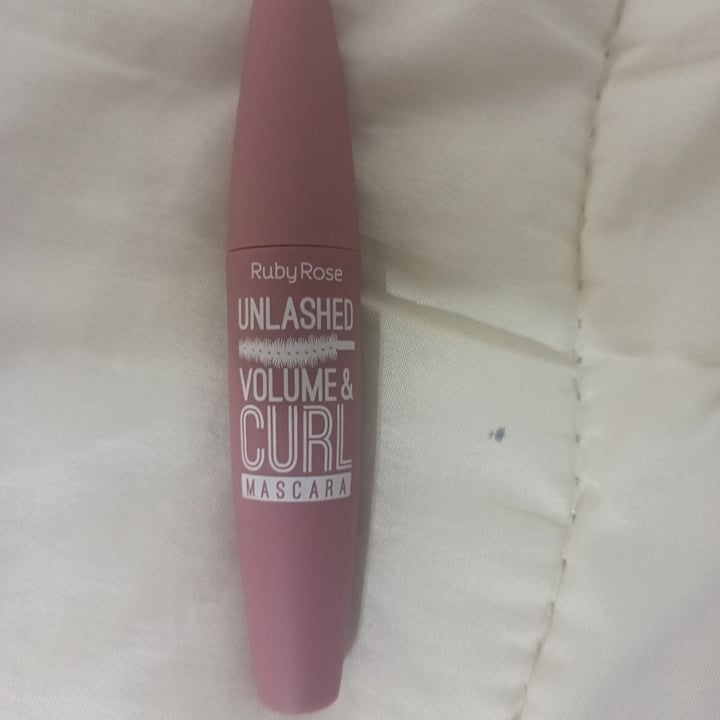 RubyRose
UNLASHED
VOLUME &
CURL
MASCARA